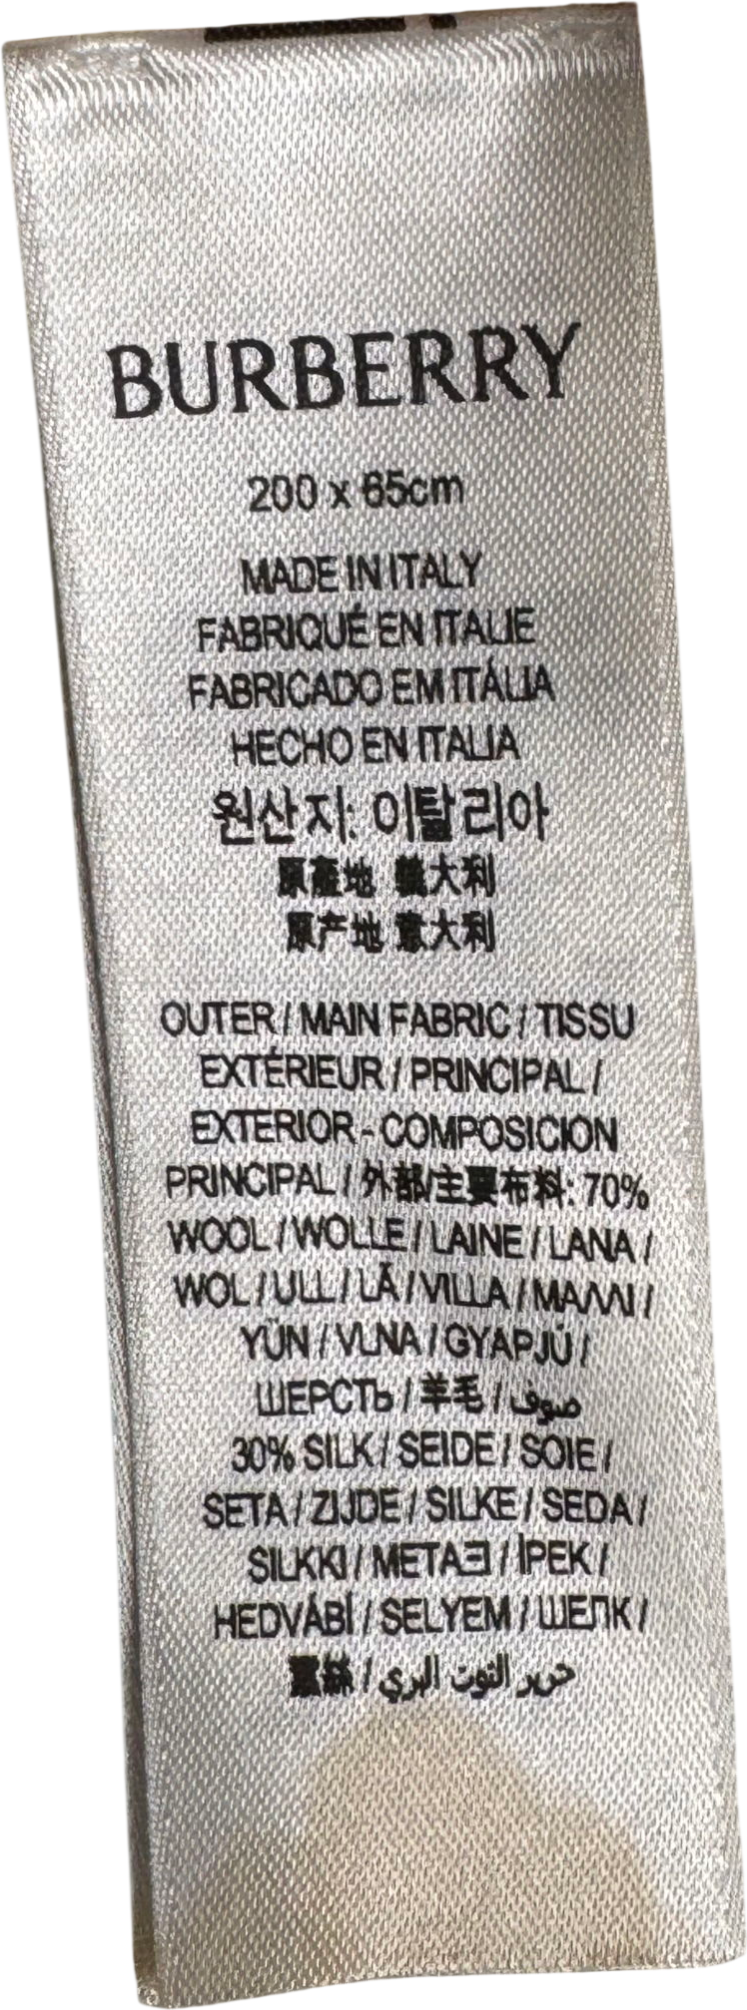 BURBERRY
200 x 65cm
MADE IN ITALY
FABRIQUÉ EN ITALIE
FABRICADO EM ITÁLIA
HECHO EN ITALIA
원산지: 이탈리아
原產地 義大利
原产地 意大利
OUTER / MAIN FABRIC / TISSU
EXTÉRIEUR / PRINCIPAL /
EXTERIOR - COMPOSICION
PRINCIPAL / 外部/主要布料: 70%
WOOL / WOLLE / LAINE / LANA /
WOL / ULL / LÃ / VILLA / ΜΑΛΛΙ /
YÜN / VLNA / GYAPJÚ /
ШЕРСТЬ / 羊毛 / صوف
30% SILK / SEIDE / SOIE /
SETA / ZIJDE / SILKE / SEDA /
SILKKI / ΜΕΤΑΞΙ / İPEK /
HEDVÁBÍ / SELYEM / ШЕПК /
蠶絲 / حرير التوت البري